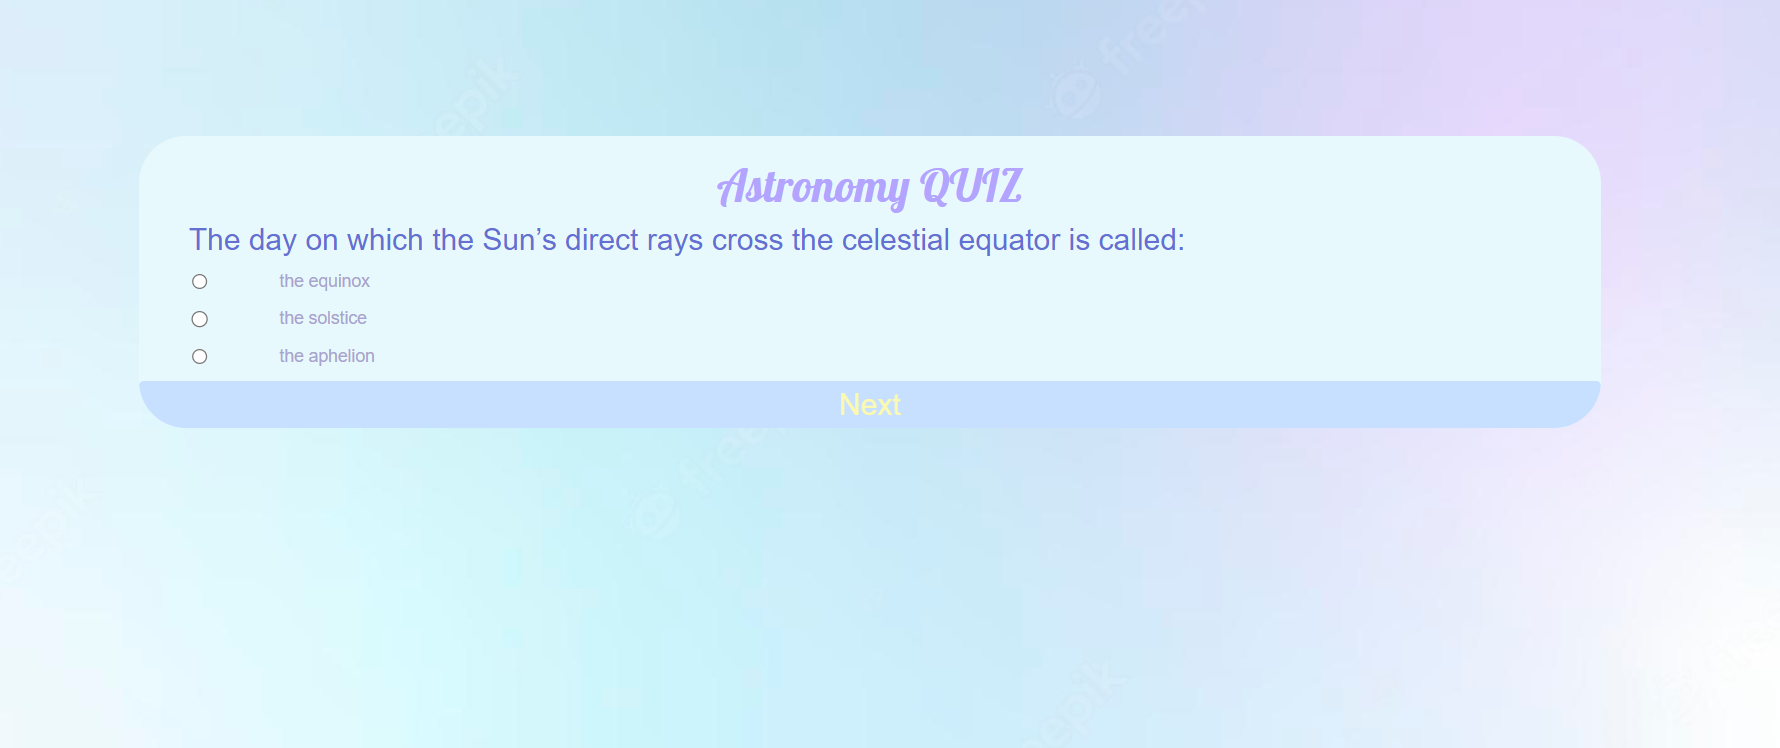 Astronomy QUIZ
The day on which the Sun’s direct rays cross the celestial equator is called:
the equinox
the solstice
the aphelion
Next